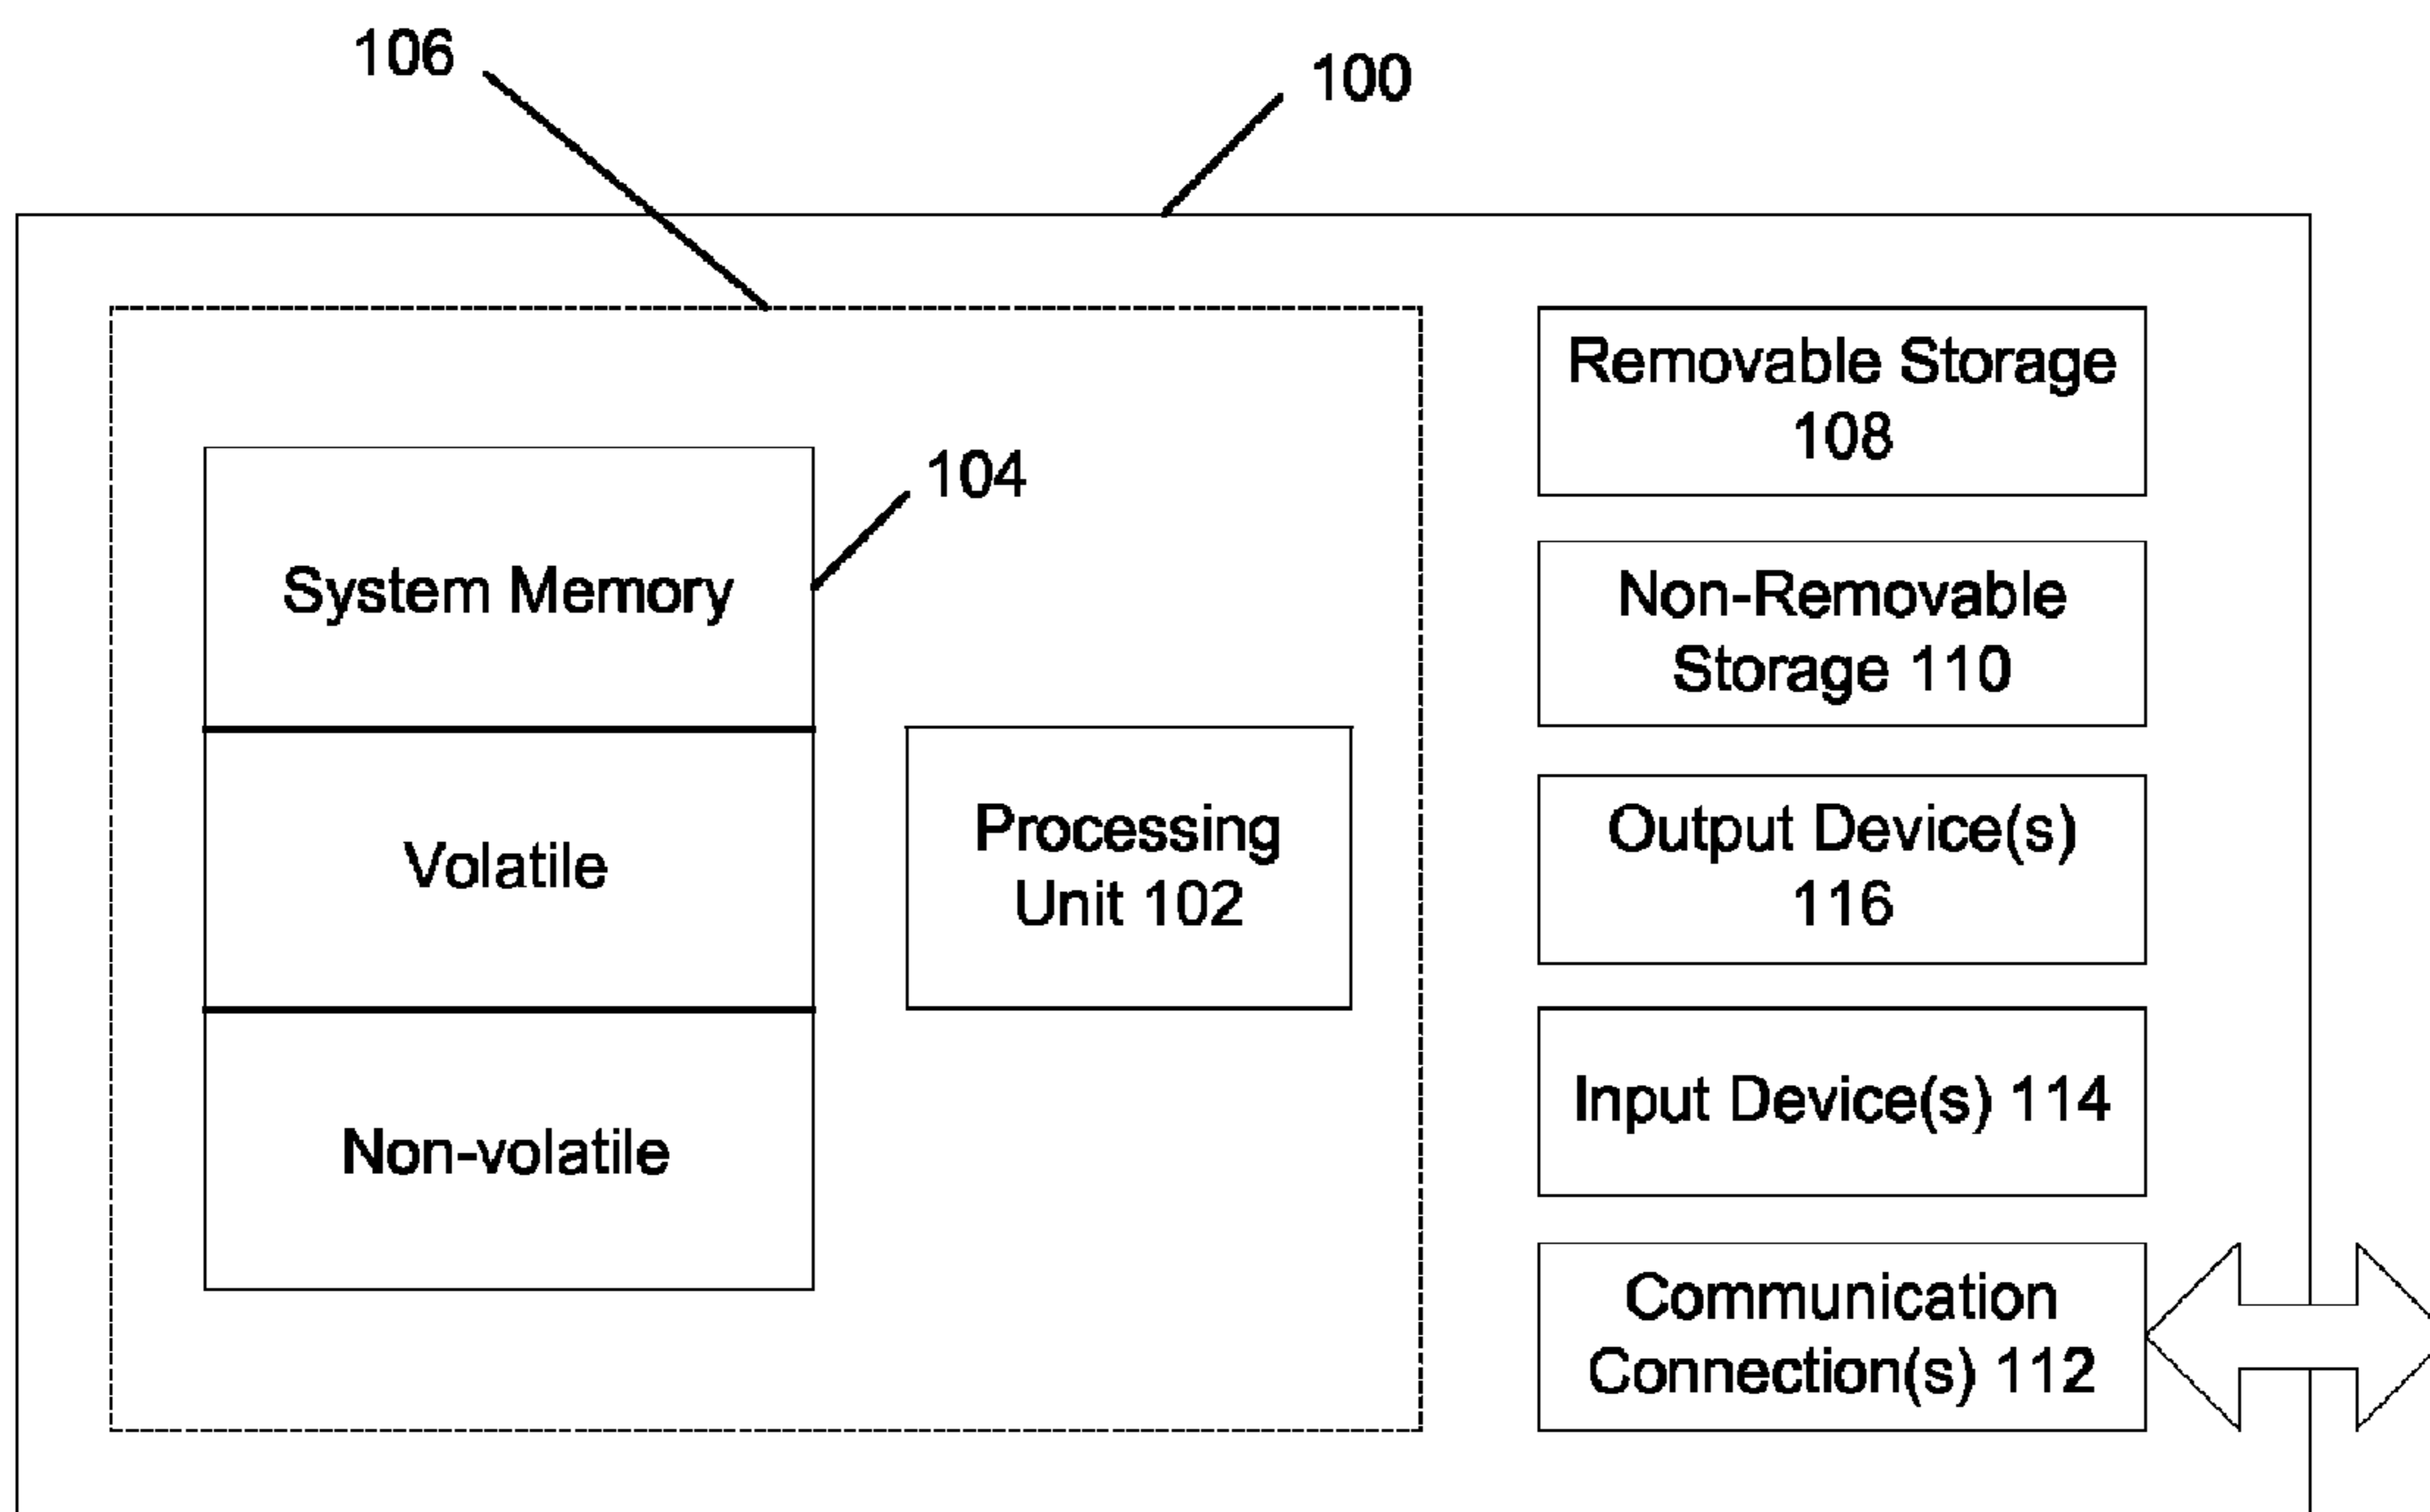 106
100
Removable Storage
108
104
System Memory
Non-Removable
Storage 110
Volatile
Processing
Unit 102
Output Device(s)
116
Non-volatile
Input Device(s) 114
Communication
Connection(s) 112